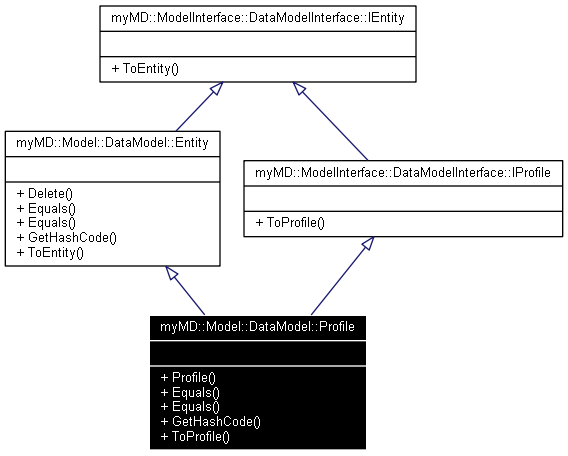 myMD::ModelInterface::DataModelInterface::IEntity
+ ToEntity()
myMD::Model::DataModel::Entity
+ Delete()
+ Equals()
+ Equals()
+ GetHashCode()
+ ToEntity()
myMD::ModelInterface::DataModelInterface::IProfile
+ ToProfile()
myMD::Model::DataModel::Profile
+ Profile()
+ Equals()
+ Equals()
+ GetHashCode()
+ ToProfile()